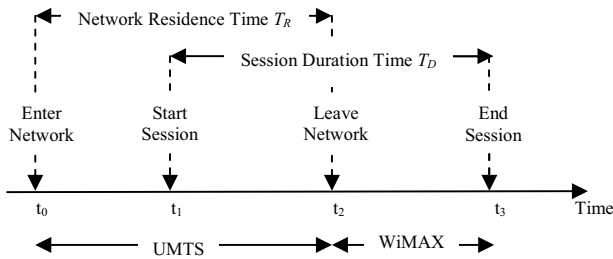 Network Residence Time T_R
Session Duration Time T_D
Enter Network
Start Session
Leave Network
End Session
t0 t1 t2 t3 Time
UMTS WiMAX